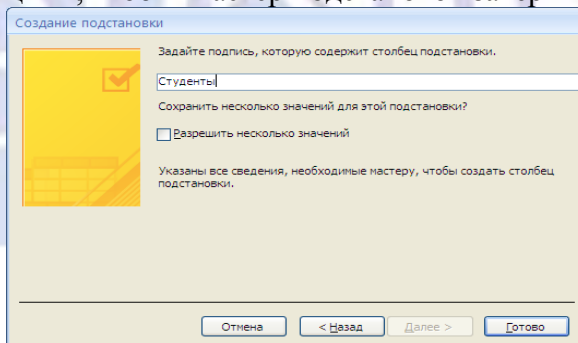 Создание подстановки
Задайте подпись, которую содержит столбец подстановки.
Студенты
Сохранить несколько значений для этой подстановки?
Разрешить несколько значений
Указаны все сведения, необходимые мастеру, чтобы создать столбец
подстановки.
Отмена < Назад Далее > Готово